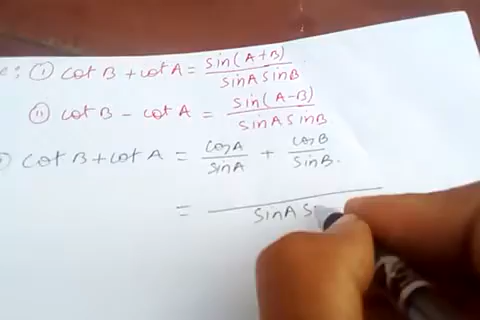 : (i) cot B + cot A = sin(A+B) / sinA sinB
(ii) cot B - cot A = sin(A-B) / sinA sinB
cot B + cot A = cosA / sinA + cosB / sinB.
= / sinA s